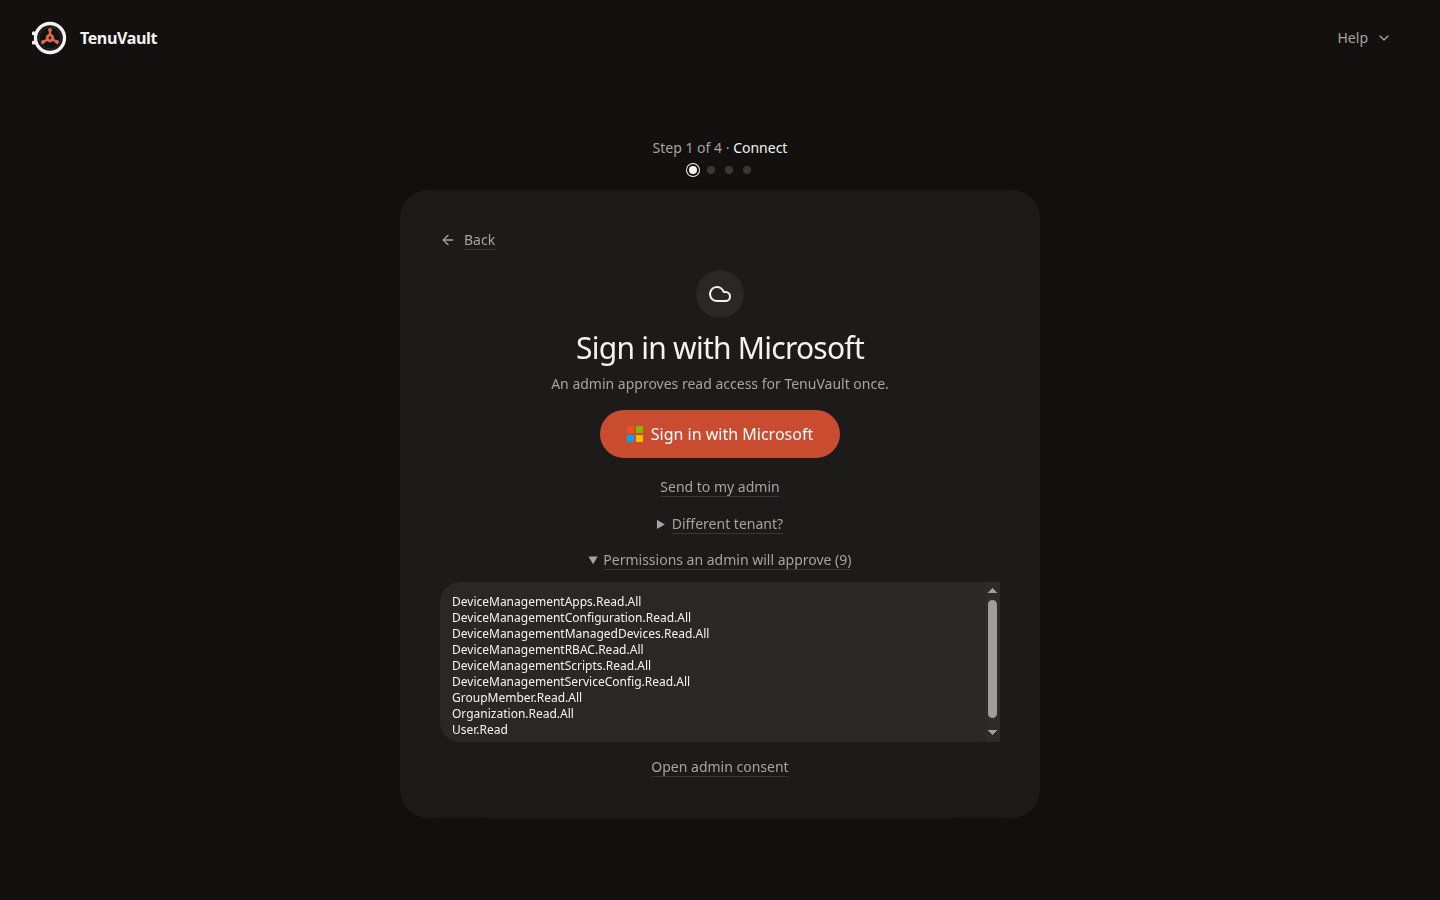 TenuVault
Help
Step 1 of 4 · Connect
Back
Sign in with Microsoft
An admin approves read access for TenuVault once.
Sign in with Microsoft
Send to my admin
Different tenant?
Permissions an admin will approve (9)
DeviceManagementApps.Read.All
DeviceManagementConfiguration.Read.All
DeviceManagementManagedDevices.Read.All
DeviceManagementRBAC.Read.All
DeviceManagementScripts.Read.All
DeviceManagementServiceConfig.Read.All
GroupMember.Read.All
Organization.Read.All
User.Read
Open admin consent